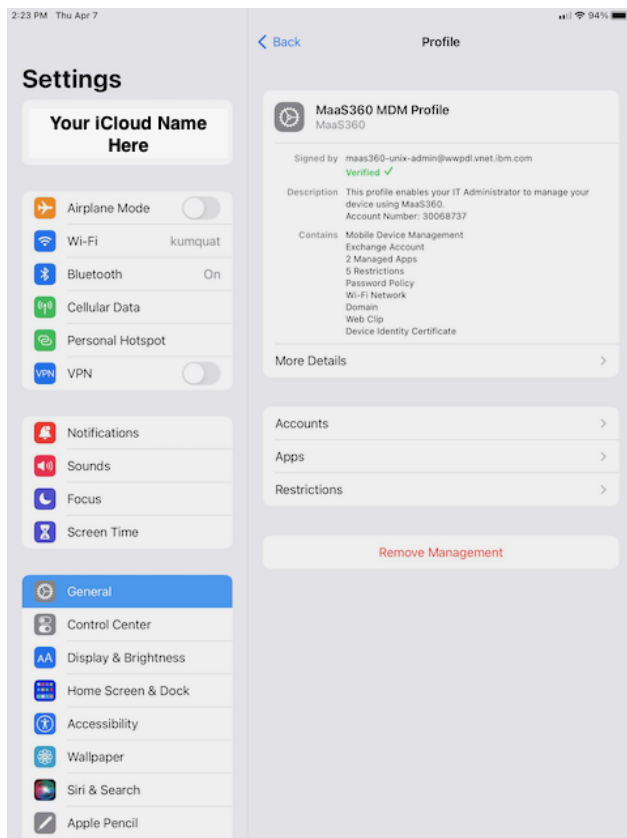 2:23 PM Thu Apr 7
94%
Back
Profile
Settings
Your iCloud Name
Here
Airplane Mode
Wi-Fi kumquat
Bluetooth On
Cellular Data
Personal Hotspot
VPN VPN
Notifications
Sounds
Focus
Screen Time
General
Control Center
AA Display & Brightness
Home Screen & Dock
Accessibility
Wallpaper
Siri & Search
Apple Pencil
MaaS360 MDM Profile
MaaS360
Signed by maas360-unix-admin@wwpdl.vnet.ibm.com
Verified ✓
Description This profile enables your IT Administrator to manage your
device using MaaS360.
Account Number: 30068737
Contains Mobile Device Management
Exchange Account
2 Managed Apps
5 Restrictions
Password Policy
Wi-Fi Network
Domain
Web Clip
Device Identity Certificate
More Details
Accounts
Apps
Restrictions
Remove Management